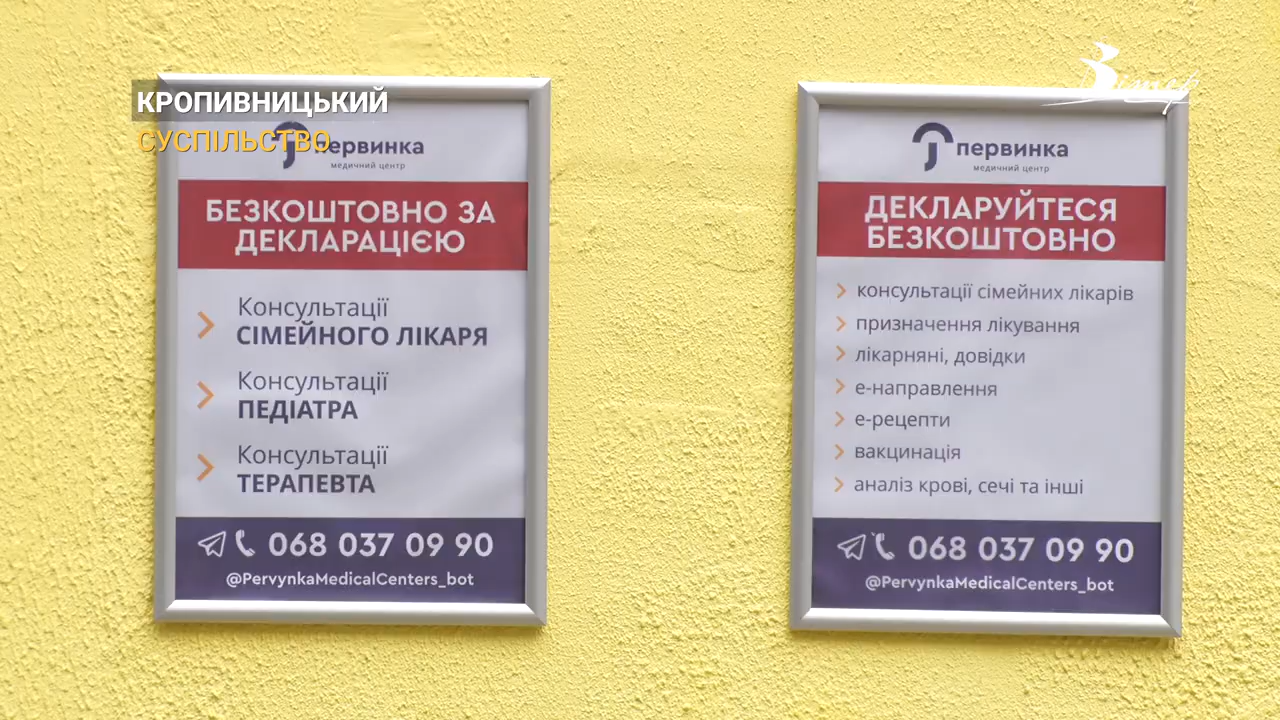 КРОПИВНИЦЬКИЙ
СУСПІЛЬСТВО
Вітер
первинка
медичний центр
БЕЗКОШТОВНО ЗА
ДЕКЛАРАЦІЄЮ
Консультації
СІМЕЙНОГО ЛІКАРЯ
Консультації
ПЕДІАТРА
Консультації
ТЕРАПЕВТА
068 037 09 90
@PervynkaMedicalCenters_bot
первинка
медичний центр
ДЕКЛАРУЙТЕСЯ
БЕЗКОШТОВНО
консультації сімейних лікарів
призначення лікування
лікарняні, довідки
е-направлення
е-рецепти
вакцинація
аналіз крові, сечі та інші
068 037 09 90
@PervynkaMedicalCenters_bot